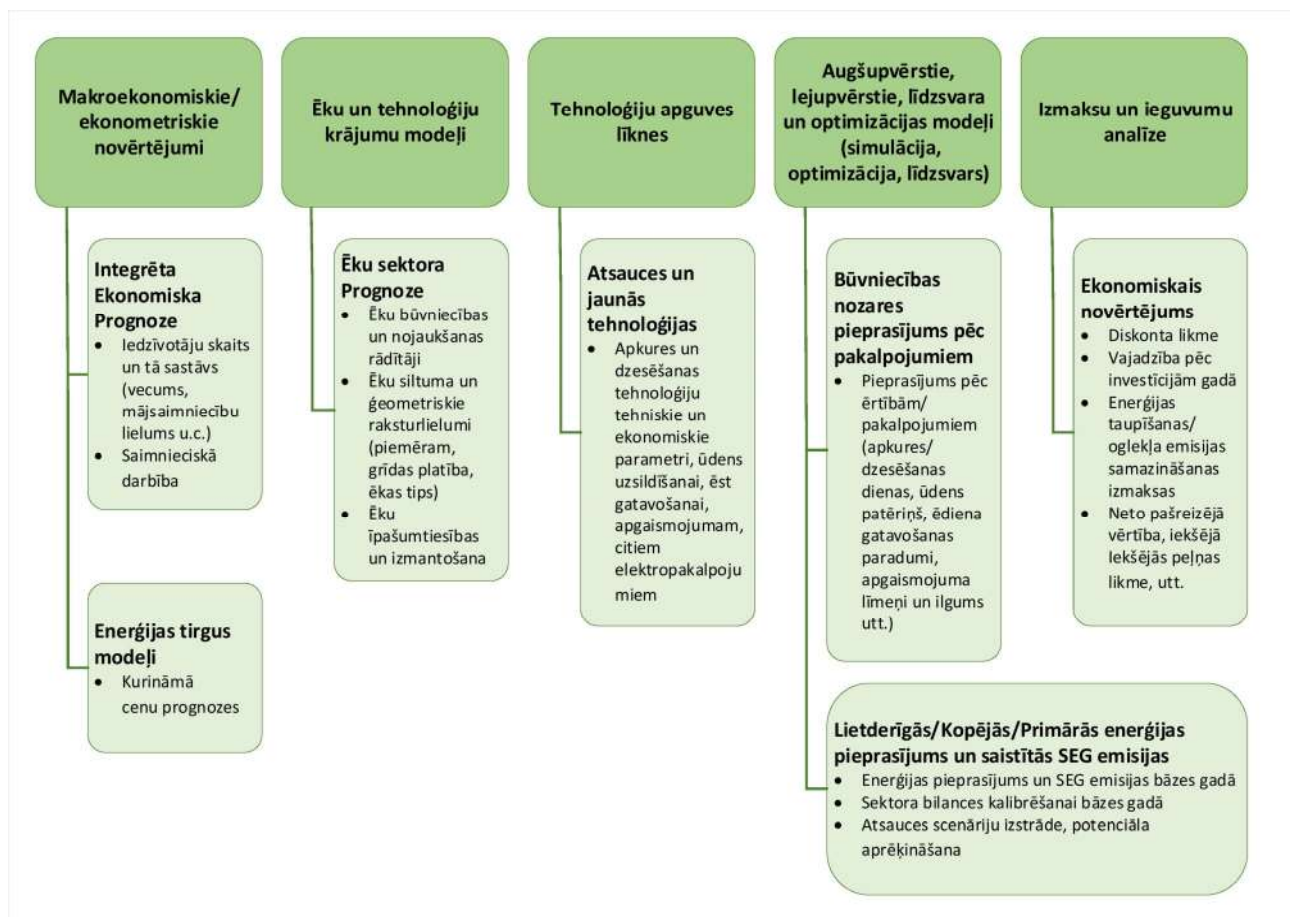 Makroekonomiskie/
ekonometriskie
novērtējumi
Integrēta
Ekonomiska
Prognoze
• Iedzīvotāju skaits
un tā sastāvs
(vecums,
mājsaimniecību
lielums u.c.)
• Saimnieciskā
darbība
Enerģijas tirgus
modeļi
• Kurināmā
cenu prognozes
Ēku un tehnoloģiju
krājumu modeļi
Ēku sektora
Prognoze
• Ēku būvniecības
un nojaukšanas
rādītāji
• Ēku siltuma un
ģeometriskie
raksturlielumi
(piemēram,
grīdas platība,
ēkas tips)
• Ēku
īpašumtiesības
un izmantošana
Tehnoloģiju apguves
līknes
Atsauces un
jaunās
tehnoloģijas
• Apkures un
dzesēšanas
tehnoloģiju
tehniskie un
ekonomiskie
parametri, ūdens
uzsildīšanai, ēst
gatavošanai,
apgaismojumam,
citiem
elektropakalpoju
miem
Augšupvērstie,
lejupvērstie, līdzsvara
un optimizācijas modeļi
(simulācija,
optimizācija, līdzsvars)
Būvniecības
nozares
pieprasījums pēc
pakalpojumiem
• Pieprasījums pēc
ērtībām/
pakalpojumiem
(apkures/
dzesēšanas
dienas, ūdens
patēriņš, ēdiena
gatavošanas
paradumi,
apgaismojuma
līmeņi un ilgums
utt.)
Lietderīgās/Kopējās/Primārās enerģijas
pieprasījums un saistītās SEG emisijas
• Enerģijas pieprasījums un SEG emisijas bāzes gadā
• Sektora bilances kalibrēšanai bāzes gadā
• Atsauces scenāriju izstrāde, potenciāla
aprēķināšana
Izmaksu un ieguvumu
analīze
Ekonomiskais
novērtējums
• Diskonta likme
• Vajadzība pēc
investīcijām gadā
• Enerģijas
taupīšanas/
oglekļa emisijas
samazināšanas
izmaksas
• Neto pašreizējā
vērtība, iekšējā
Iekšējās peļņas
likme, utt.